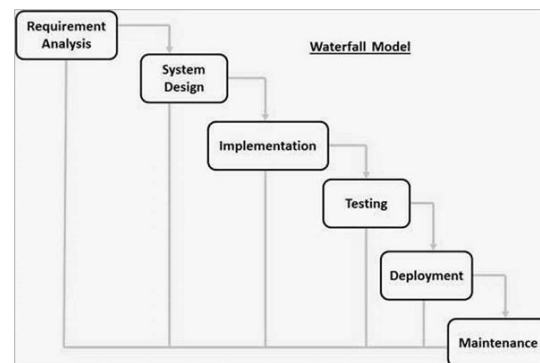 Requirement
Analysis
Waterfall Model
System
Design
Implementation
Testing
Deployment
Maintenance